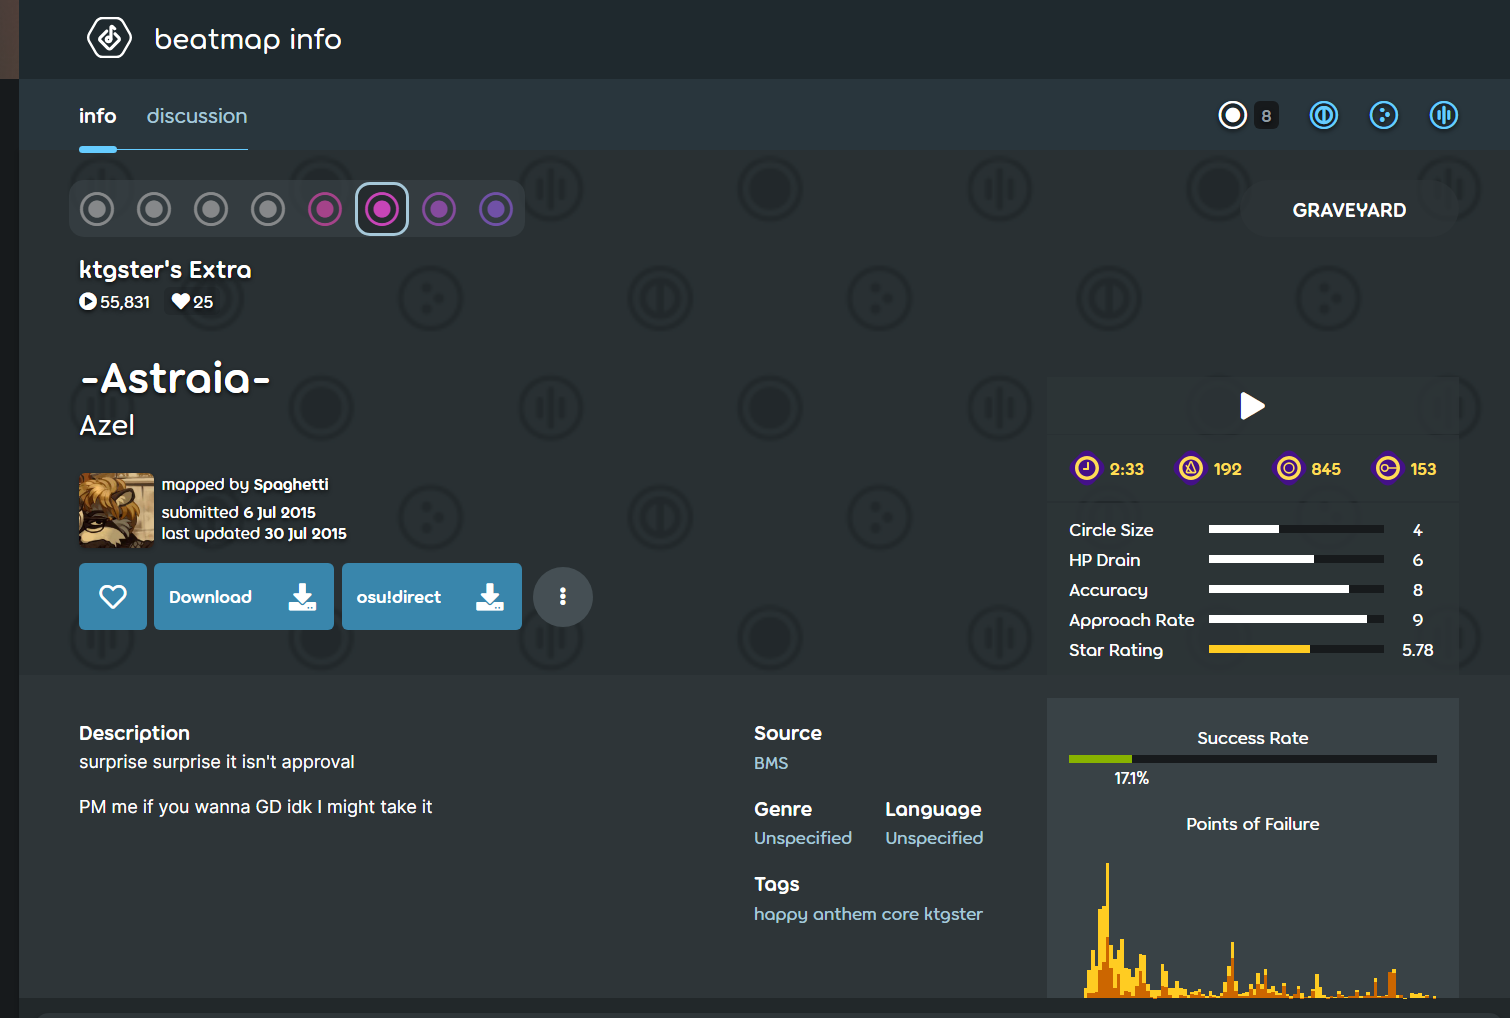 beatmap info
info discussion 8
GRAVEYARD
ktgster's Extra
55,831 25
-Astraia-
Azel
mapped by Spaghetti
submitted 6 Jul 2015
last updated 30 Jul 2015
Download osu!direct
2:33 192 845 153
Circle Size 4
HP Drain 6
Accuracy 8
Approach Rate 9
Star Rating 5.78
Description
surprise surprise it isn't approval
PM me if you wanna GD idk I might take it
Source
BMS
Genre Language
Unspecified Unspecified
Tags
happy anthem core ktgster
Success Rate
17.1%
Points of Failure